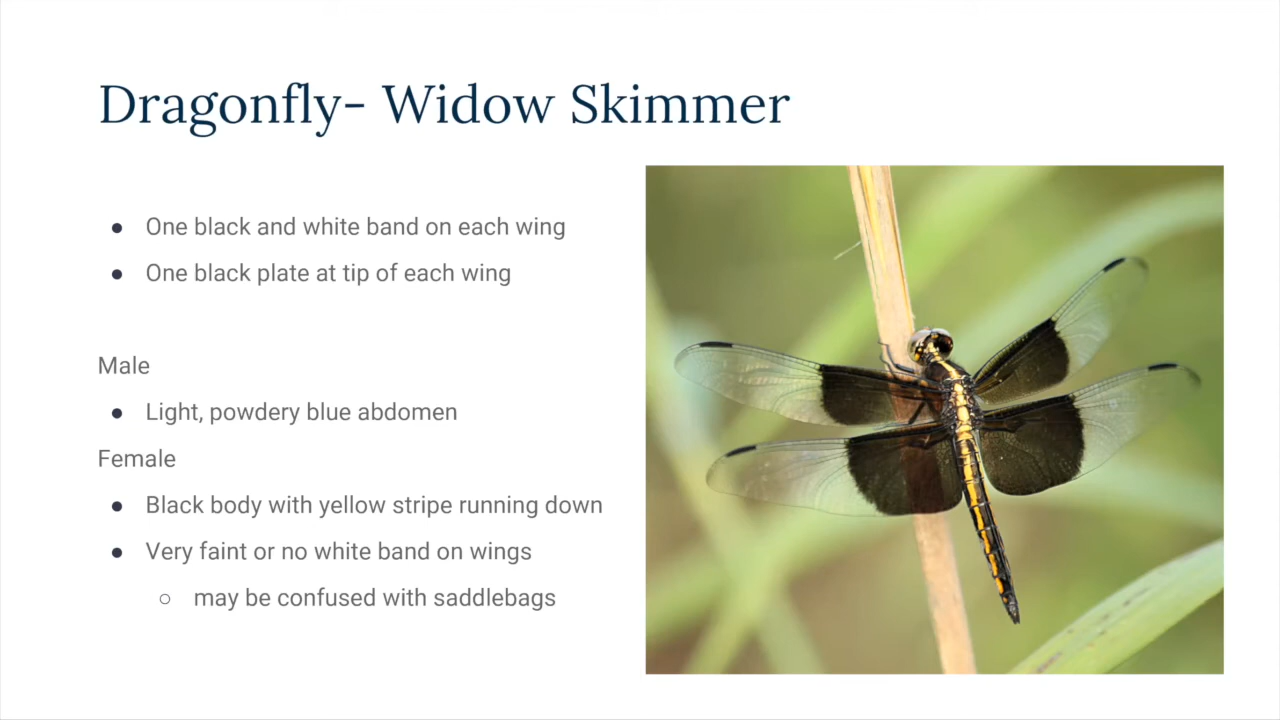 Dragonfly- Widow Skimmer
● One black and white band on each wing
● One black plate at tip of each wing
Male
● Light, powdery blue abdomen
Female
● Black body with yellow stripe running down
● Very faint or no white band on wings
○ may be confused with saddlebags